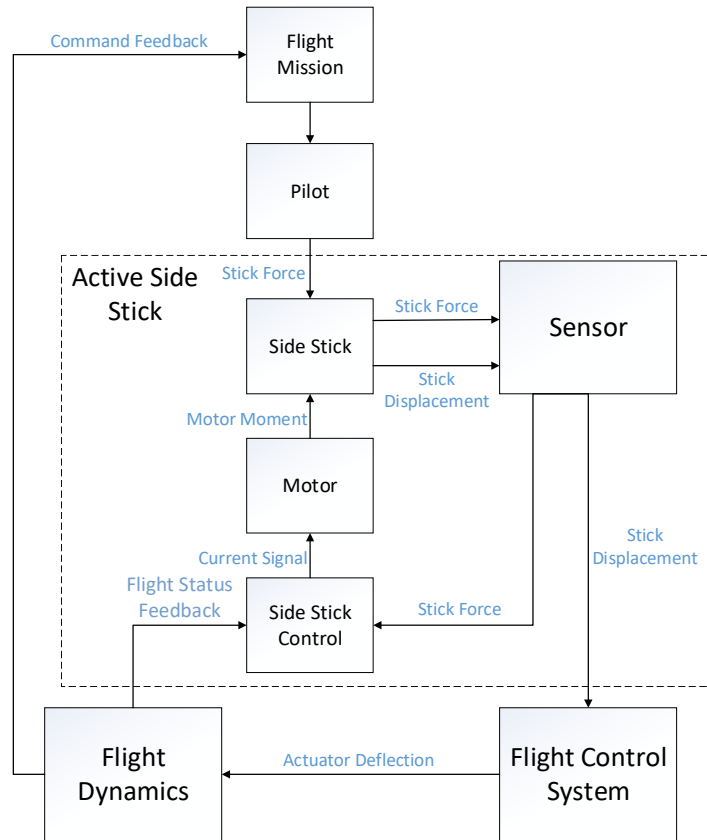 Command Feedback
Flight
Mission
Pilot
Active Side
Stick
Stick Force
Side Stick
Stick Force
Stick
Displacement
Sensor
Motor Moment
Motor
Current Signal
Flight Status
Feedback
Side Stick
Control
Stick Force
Stick
Displacement
Flight
Dynamics
Actuator Deflection
Flight Control
System